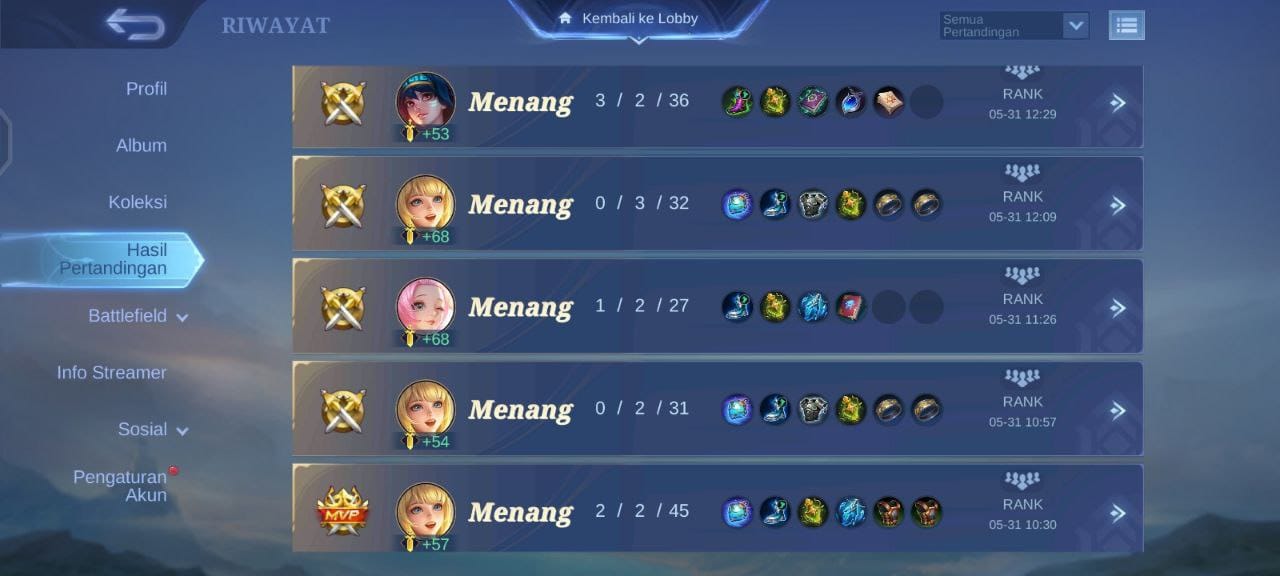 RIWAYAT
Kembali ke Lobby
Semua
Pertandingan
Profil
Album
Koleksi
Hasil
Pertandingan
Battlefield
Info Streamer
Sosial
Pengaturan
Akun
+53
Menang
3 / 2 / 36
RANK
05-31 12:29
+68
Menang
0 / 3 / 32
RANK
05-31 12:09
+68
Menang
1 / 2 / 27
RANK
05-31 11:26
+54
Menang
0 / 2 / 31
RANK
05-31 10:57
MVP
+57
Menang
2 / 2 / 45
RANK
05-31 10:30